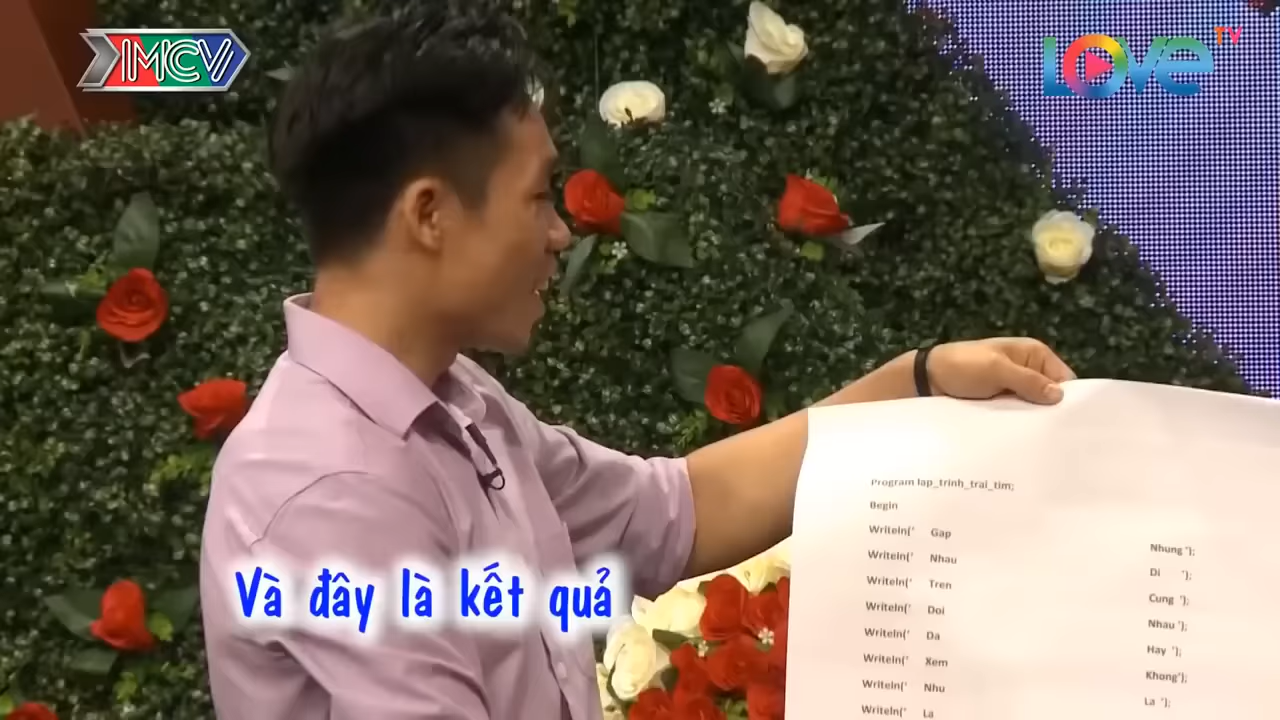 MCV
LOVE TV
Program lap_trinh_trai_tim;
Begin
Writeln(' Gap Nhung ');
Writeln(' Nhau Di ');
Writeln(' Tren Cung ');
Writeln(' Doi Nhau ');
Writeln(' Da Hay ');
Writeln(' Xem Khong');
Writeln(' Nhu La ');
Writeln(' La
Và đây là kết quả